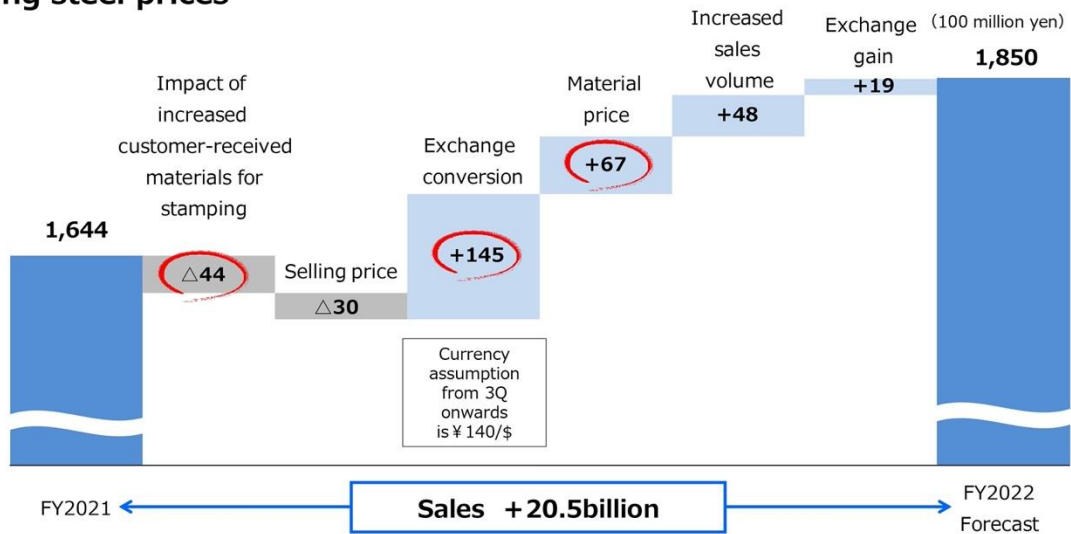 ng steel prices
(100 million yen)
1,644
Impact of
increased
customer-received
materials for
stamping
△44
Selling price
△30
Exchange
conversion
+145
Currency
assumption
from 3Q
onwards
is¥140/$
Material
price
+67
Increased
sales
volume
+48
Exchange
gain
+19
1,850
FY2021
Sales +20.5billion
FY2022
Forecast